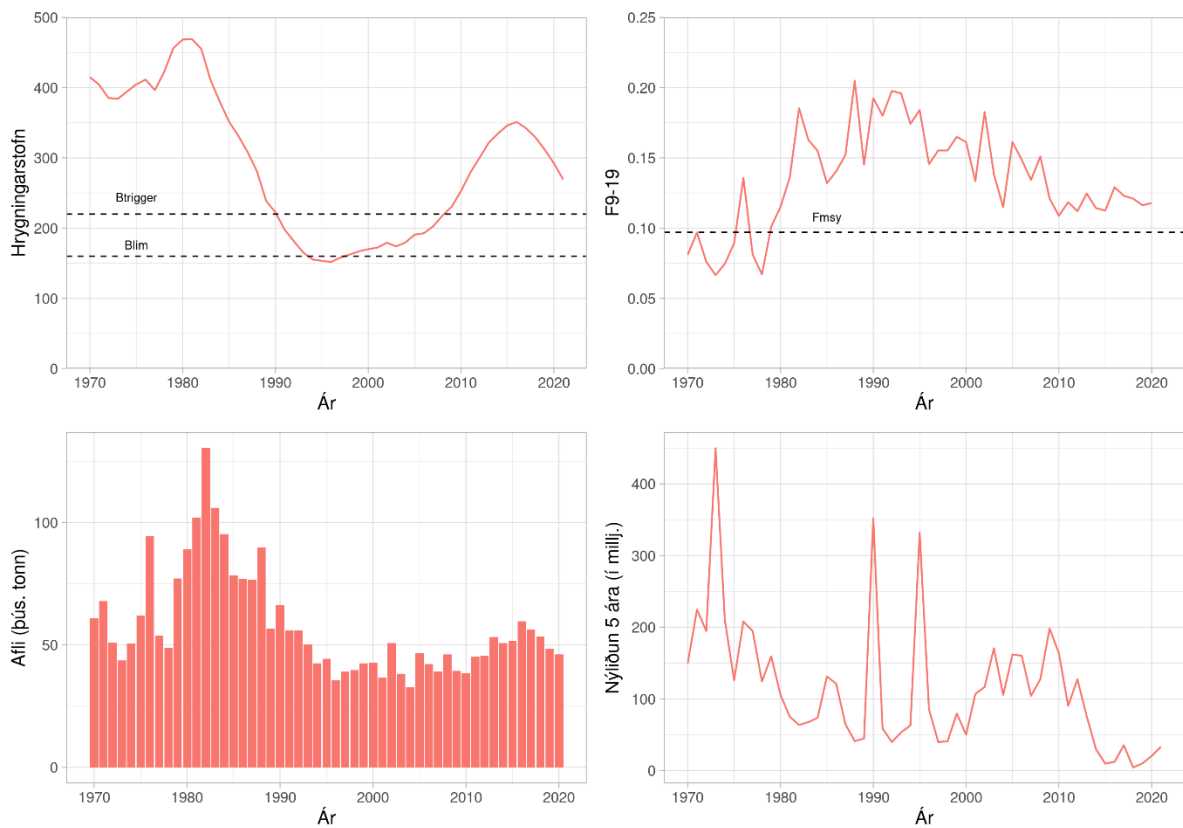 Hrygningarstofn
500
400
300
200
100
0
Btrigger
Blim
1970 1980 1990 2000 2010 2020
Ár
F9-19
0.25
0.20
0.15
0.10
0.05
0.00
Fmsy
1970 1980 1990 2000 2010 2020
Ár
Afli (þús. tonn)
100
50
0
1970 1980 1990 2000 2010 2020
Ár
Nýliðun 5 ára (í millj.)
400
300
200
100
0
1970 1980 1990 2000 2010 2020
Ár